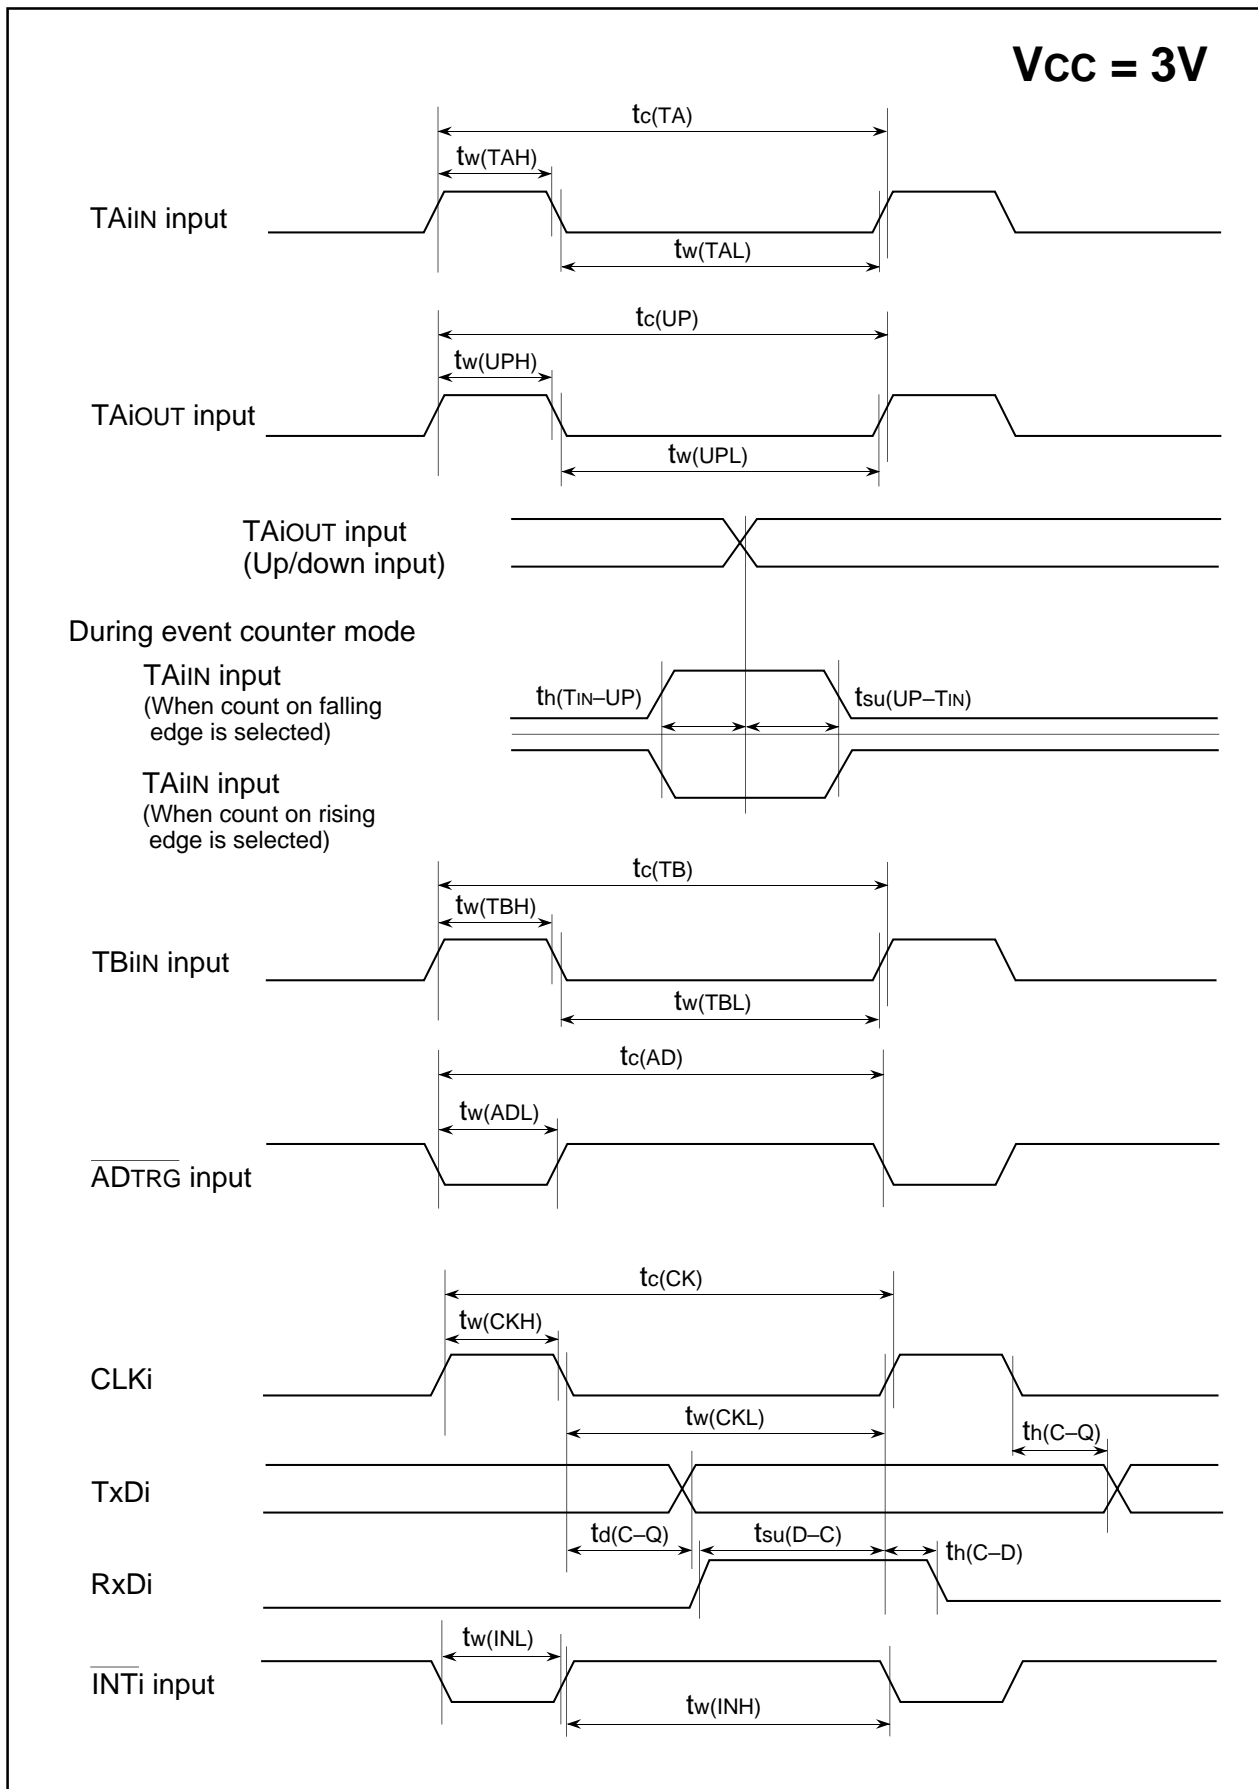 VCC = 3V
tc(TA)
tw(TAH)
TAiIN input
tw(TAL)
tc(UP)
tw(UPH)
TAiOUT input
tw(UPL)
TAiOUT input
(Up/down input)
During event counter mode
TAiIN input
(When count on falling
edge is selected)
th(TIN–UP)
tsu(UP–TIN)
TAiIN input
(When count on rising
edge is selected)
tc(TB)
tw(TBH)
TBiIN input
tw(TBL)
tc(AD)
tw(ADL)
ADTRG input
tc(CK)
tw(CKH)
CLKi
tw(CKL)
th(C–Q)
TxDi
td(C–Q)
tsu(D–C)
th(C–D)
RxDi
tw(INL)
INTi input
tw(INH)